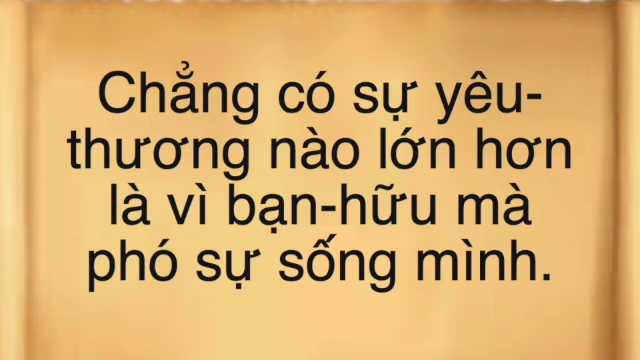 Chẳng có sự yêu-
thương nào lớn hơn
là vì bạn-hữu mà
phó sự sống mình.